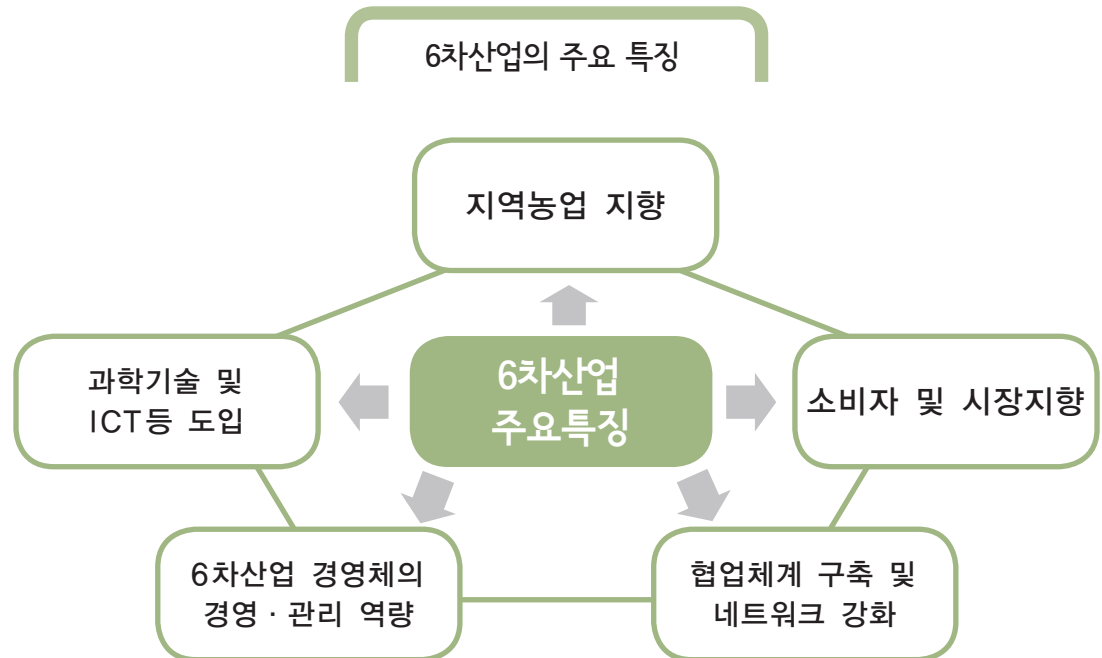 6차산업의 주요 특징
지역농업 지향
과학기술 및
ICT등 도입
6차산업
주요특징
소비자 및 시장지향
6차산업 경영체의
경영·관리 역량
협업체계 구축 및
네트워크 강화